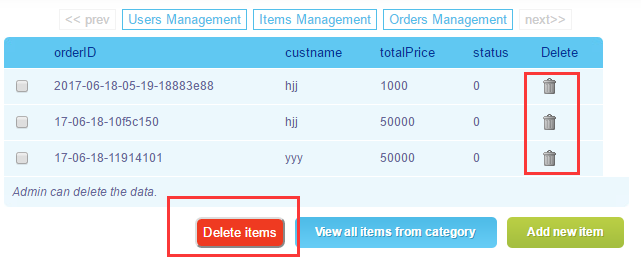 << prev Users Management Items Management Orders Management next>>
orderID custname totalPrice status Delete
2017-06-18-05-19-18883e88 hjj 1000 0
17-06-18-10f5c150 hjj 50000 0
17-06-18-11914101 yyy 50000 0
Admin can delete the data.
Delete items View all items from category Add new item